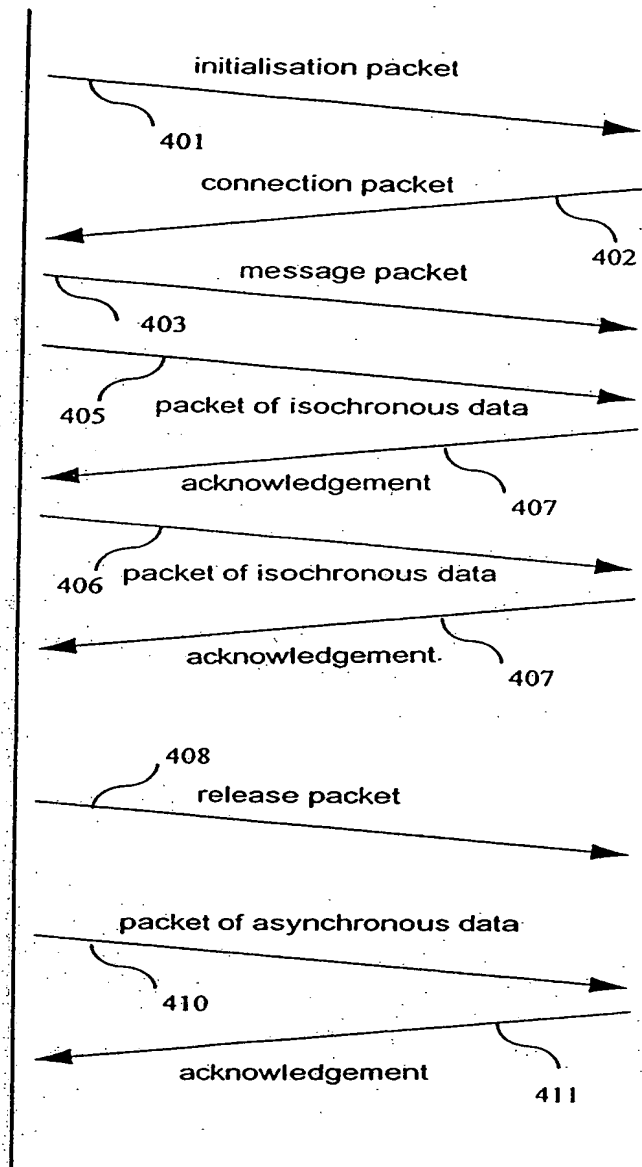 initialisation packet
401
connection packet
402
message packet
403
405
packet of isochronous data
acknowledgement
407
406
packet of isochronous data
acknowledgement.
407
408
release packet
packet of asynchronous data
410
acknowledgement
411